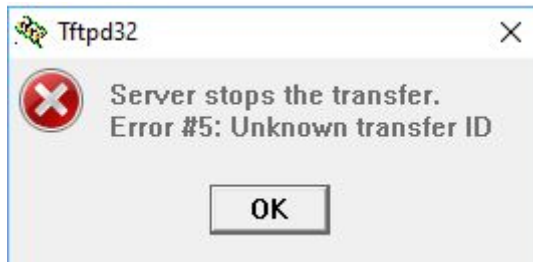 Tftpd32
Server stops the transfer.
Error #5: Unknown transfer ID
OK